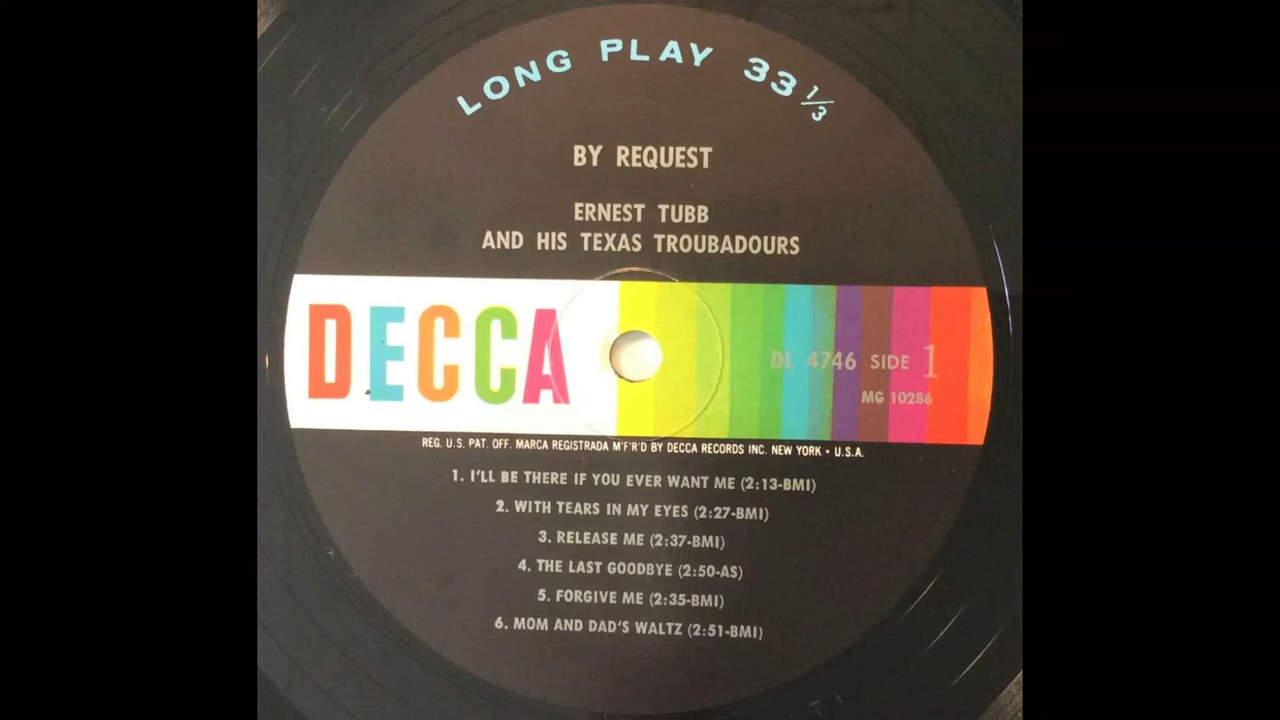 LONG PLAY 33 1/3
BY REQUEST
ERNEST TUBB
AND HIS TEXAS TROUBADOURS
DECCA
DL 4746 SIDE 1
MG 10286
REG. U.S. PAT. OFF. MARCA REGISTRADA M'F'R'D BY DECCA RECORDS INC. NEW YORK • U.S.A.
1. I'LL BE THERE IF YOU EVER WANT ME (2:13-BMI)
2. WITH TEARS IN MY EYES (2:27-BMI)
3. RELEASE ME (2:37-BMI)
4. THE LAST GOODBYE (2:50-AS)
5. FORGIVE ME (2:35-BMI)
6. MOM AND DAD'S WALTZ (2:51-BMI)